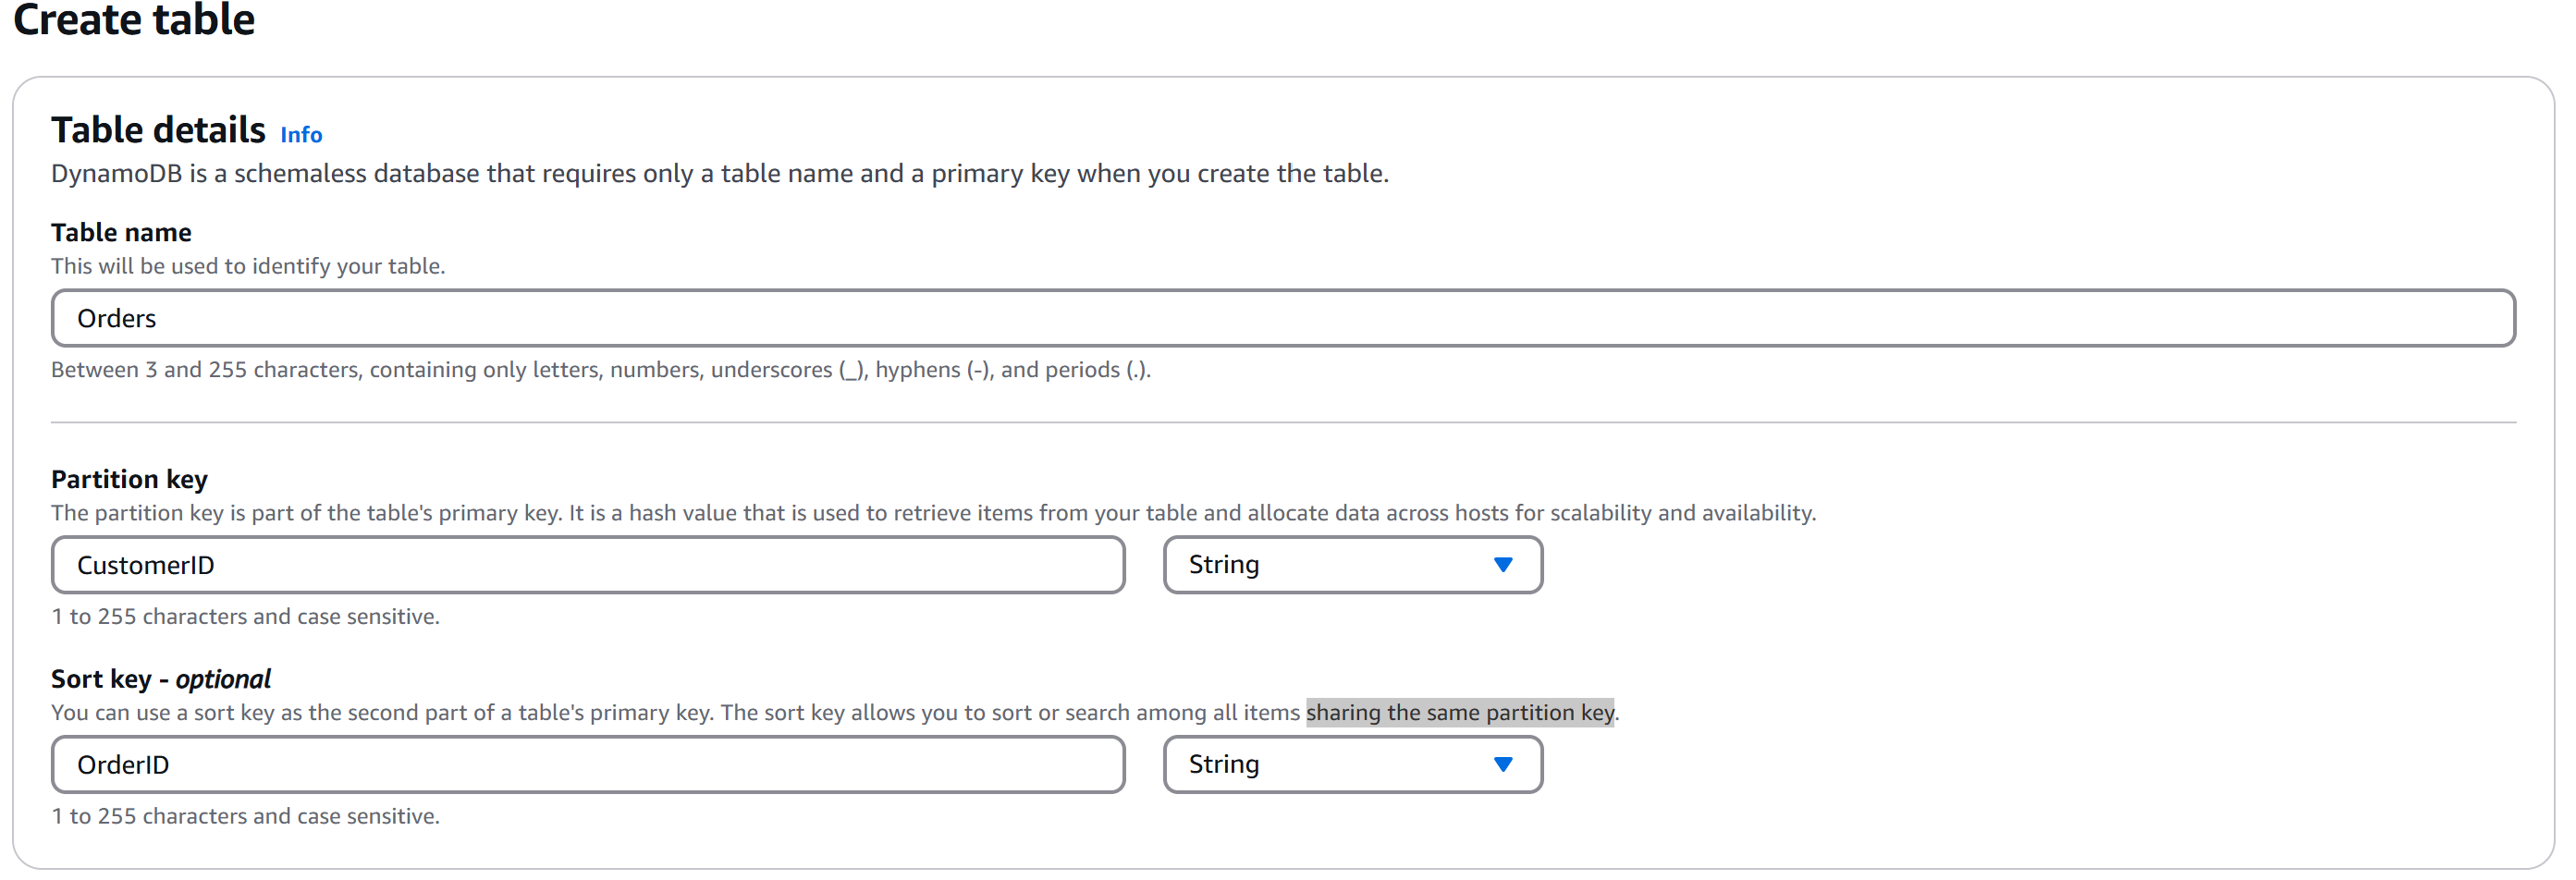 Create table
Table details Info
DynamoDB is a schemaless database that requires only a table name and a primary key when you create the table.
Table name
This will be used to identify your table.
Orders
Between 3 and 255 characters, containing only letters, numbers, underscores (_), hyphens (-), and periods (.).
Partition key
The partition key is part of the table's primary key. It is a hash value that is used to retrieve items from your table and allocate data across hosts for scalability and availability.
CustomerID String
1 to 255 characters and case sensitive.
Sort key - optional
You can use a sort key as the second part of a table's primary key. The sort key allows you to sort or search among all items sharing the same partition key.
OrderID String
1 to 255 characters and case sensitive.